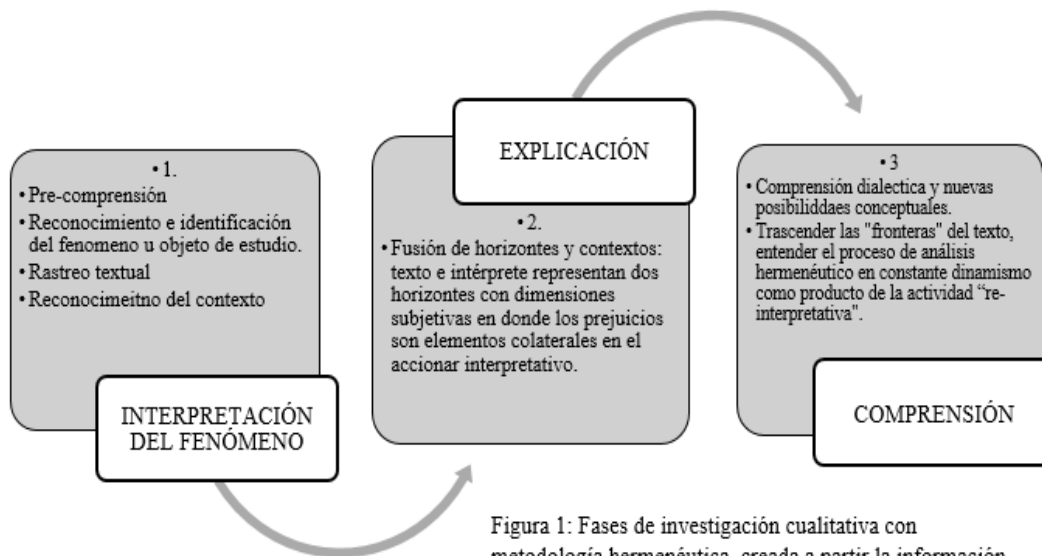 • 1.
• Pre-comprensión
• Reconocimiento e identificación
del fenomeno u objeto de estudio.
• Rastreo textual
• Reconocimeitno del contexto
INTERPRETACIÓN
DEL FENÓMENO
EXPLICACIÓN
• 2.
• Fusión de horizontes y contextos:
texto e intérprete representan dos
horizontes con dimensiones
subjetivas en donde los prejuicios
son elementos colaterales en el
accionar interpretativo.
• 3
• Comprensión dialectica y nuevas
posibiliddaes conceptuales.
• Trascender las "fronteras" del texto,
entender el proceso de análisis
hermenéutico en constante dinamismo
como producto de la actividad “re-
interpretativa".
COMPRENSIÓN
Figura 1: Fases de investigación cualitativa con
metodología hermenéutica, creada a partir la información